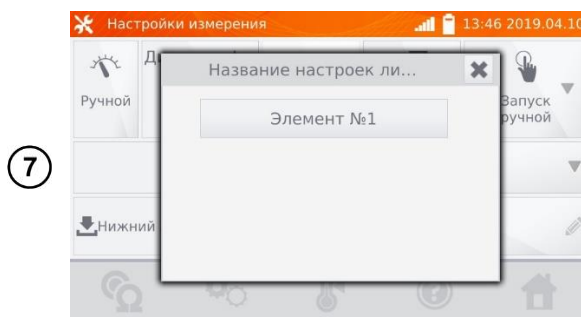 Настройки измерения 13:46 2019.04.10
Название настроек ли...
Ручной
Запуск
ручной
Элемент №1
7
Нижний